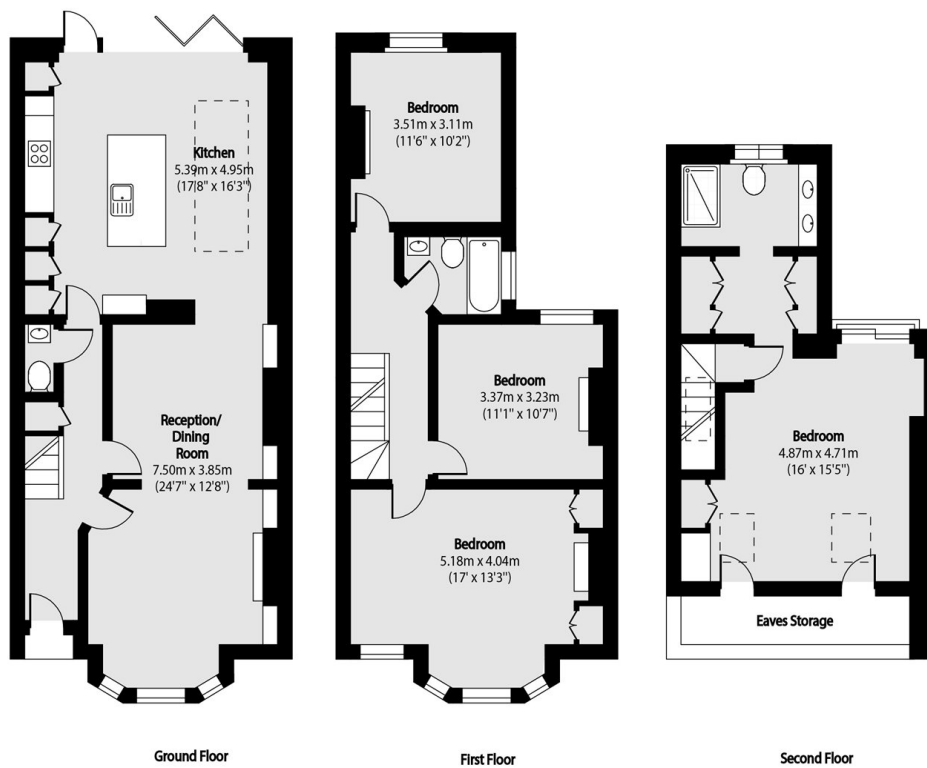 Kitchen
5.39m x 4.95m
(17'8" x 16'3")
Reception/
Dining
Room
7.50m x 3.85m
(24'7" x 12'8")
Ground Floor
Bedroom
3.51m x 3.11m
(11'6" x 10'2")
Bedroom
3.37m x 3.23m
(11'1" x 10'7")
Bedroom
5.18m x 4.04m
(17' x 13'3")
First Floor
Bedroom
4.87m x 4.71m
(16' x 15'5")
Eaves Storage
Second Floor